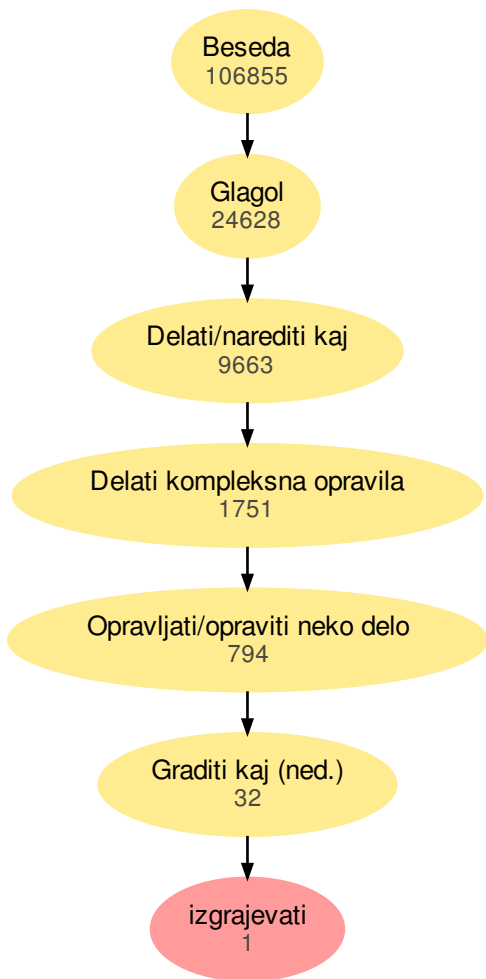 Beseda
106855
Glagol
24628
Delati/narediti kaj
9663
Delati kompleksna opravila
1751
Opravljati/opraviti neko delo
794
Graditi kaj (ned.)
32
izgrajevati
1